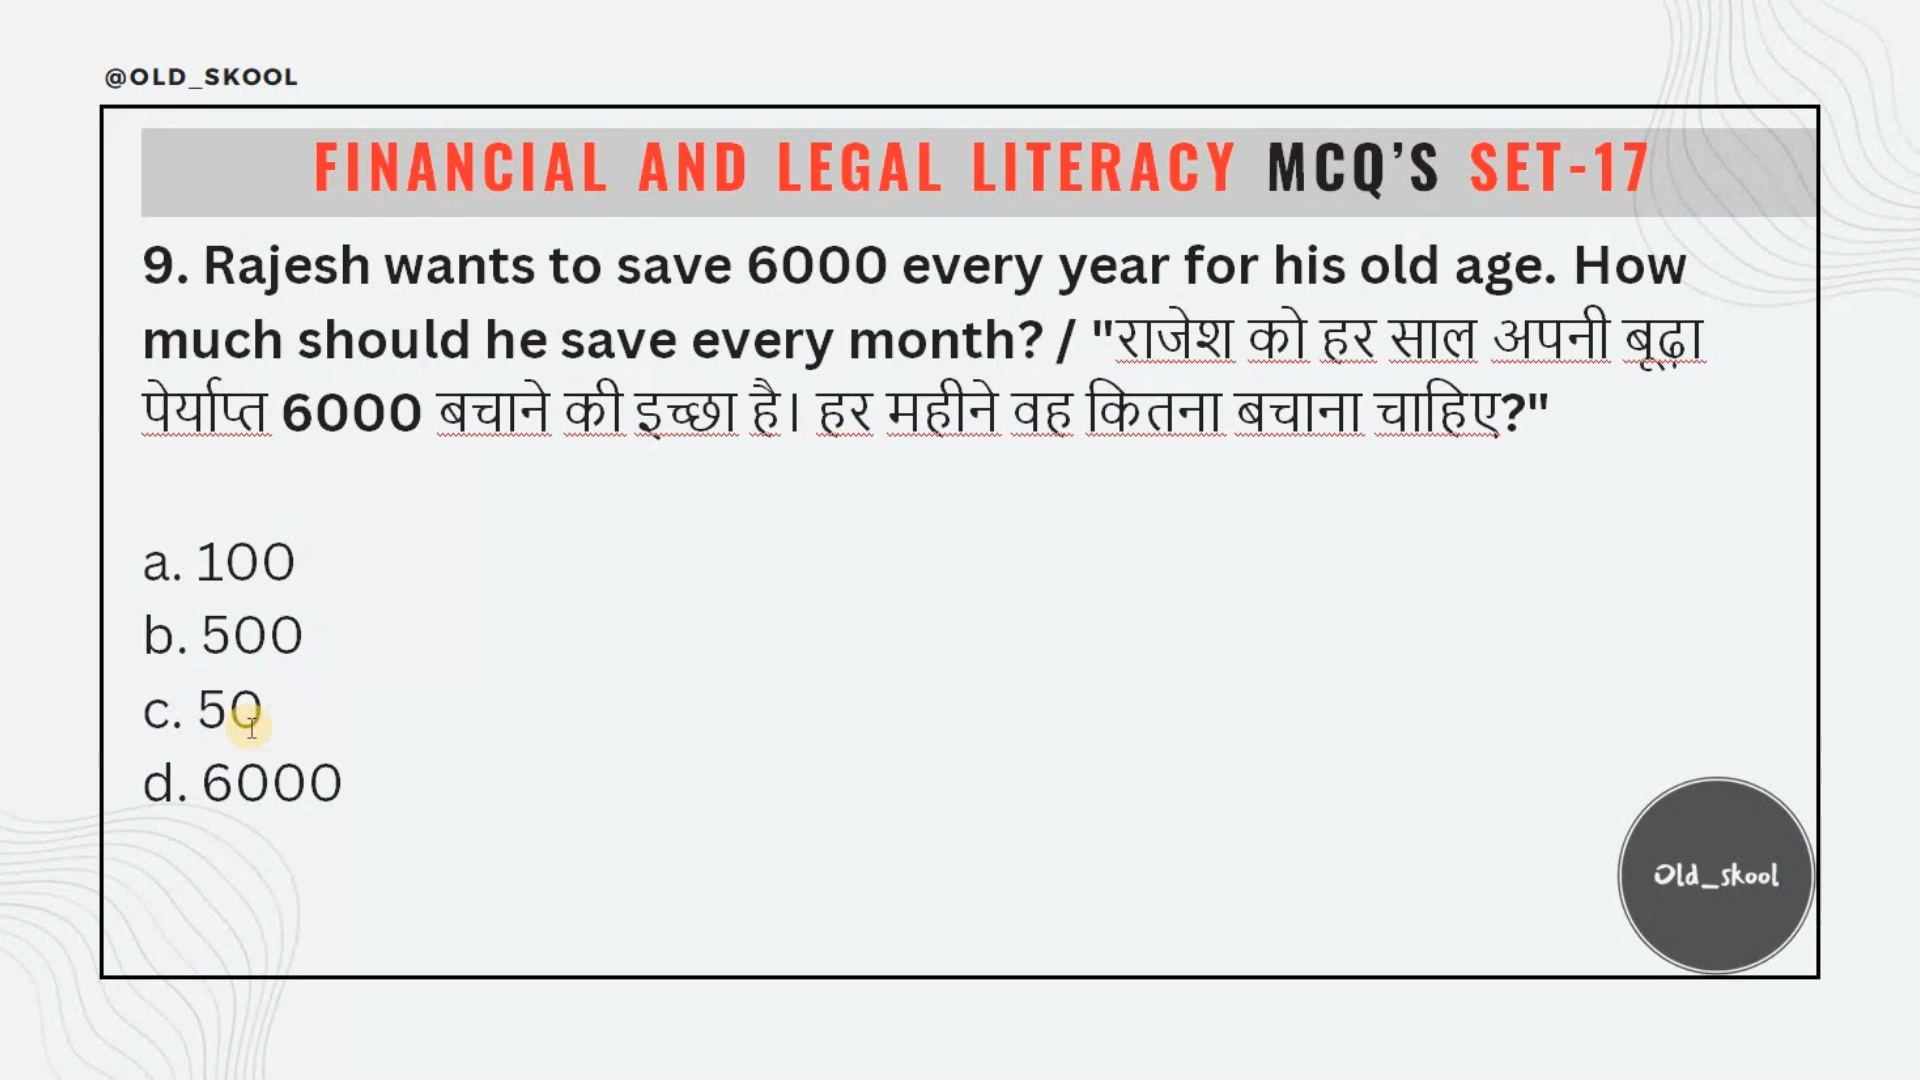 @OLD_SKOOL
FINANCIAL AND LEGAL LITERACY MCQ’S SET-17
9. Rajesh wants to save 6000 every year for his old age. How
much should he save every month? / "राजेश को हर साल अपनी बूढ़ा
पेर्याप्त 6000 बचाने की इच्छा है। हर महीने वह कितना बचाना चाहिए?"
a. 100
b. 500
c. 50
d. 6000
Old_skool